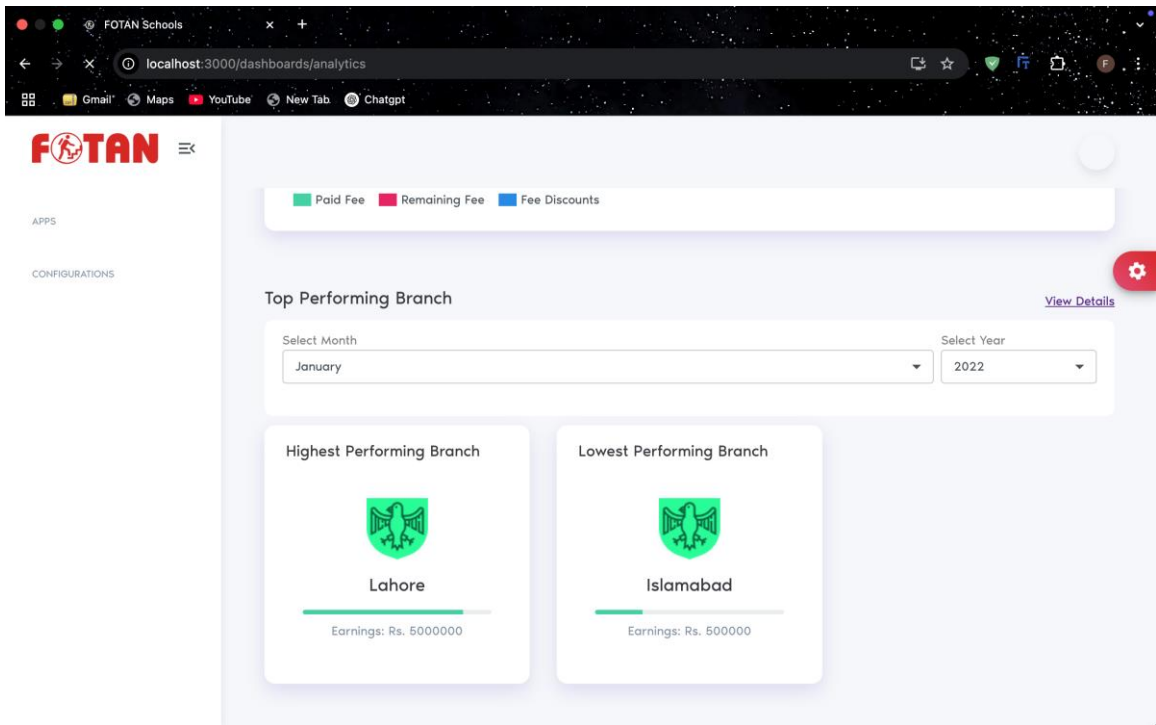 FOTAN Schools
localhost:3000/dashboards/analytics
Gmail Maps YouTube New Tab Chatgpt
F
FOTAN
APPS
CONFIGURATIONS
Paid Fee Remaining Fee Fee Discounts
Top Performing Branch View Details
Select Month Select Year
January 2022
Highest Performing Branch Lowest Performing Branch
Lahore Islamabad
Earnings: Rs. 5000000 Earnings: Rs. 500000